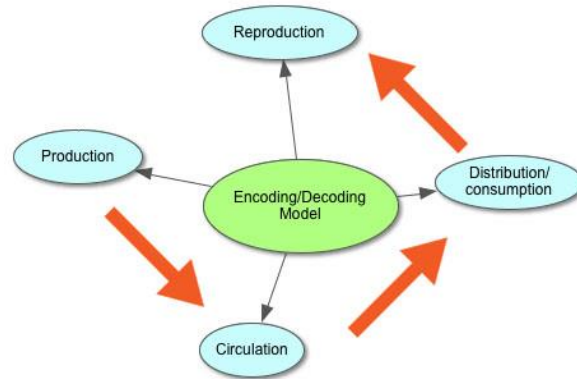 Reproduction
Production
Encoding/Decoding
Model
Distribution/
consumption
Circulation